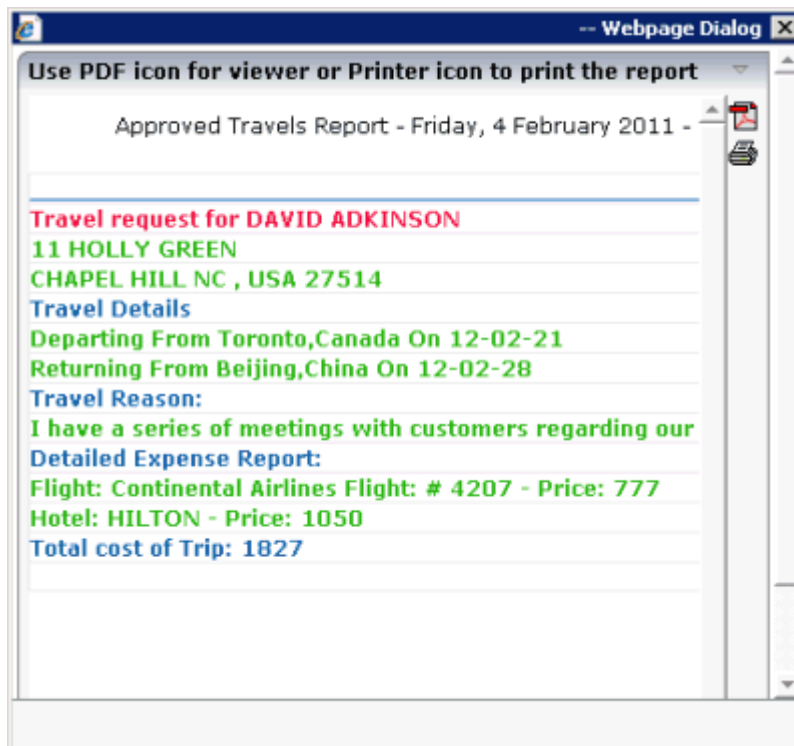 -- Webpage Dialog
Use PDF icon for viewer or Printer icon to print the report
Approved Travels Report - Friday, 4 February 2011 -
Travel request for DAVID ADKINSON
11 HOLLY GREEN
CHAPEL HILL NC , USA 27514
Travel Details
Departing From Toronto,Canada On 12-02-21
Returning From Beijing,China On 12-02-28
Travel Reason:
I have a series of meetings with customers regarding our
Detailed Expense Report:
Flight: Continental Airlines Flight: # 4207 - Price: 777
Hotel: HILTON - Price: 1050
Total cost of Trip: 1827